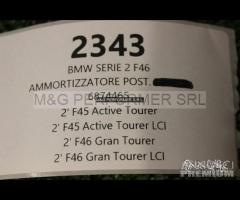 2343
BMW SERIE 2 F46
AMMORTIZZATORE POST.
6874465
M&G PERFORMER SRL
2' F45 Active Tourer
2' F45 Active Tourer LCI
2' F46 Gran Tourer
2' F46 Gran Tourer LCI
PREMIUM